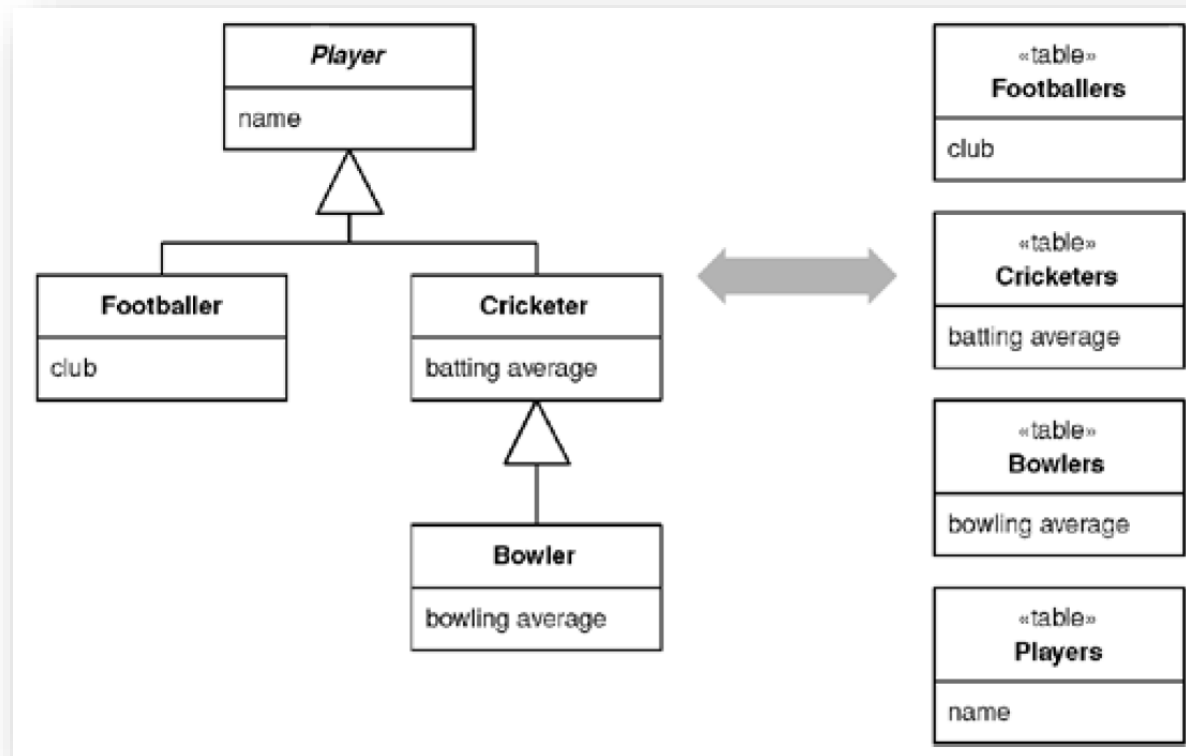 Player
name
Footballer
club
Cricketer
batting average
Bowler
bowling average
«table»
Footballers
club
«table»
Cricketers
batting average
«table»
Bowlers
bowling average
«table»
Players
name